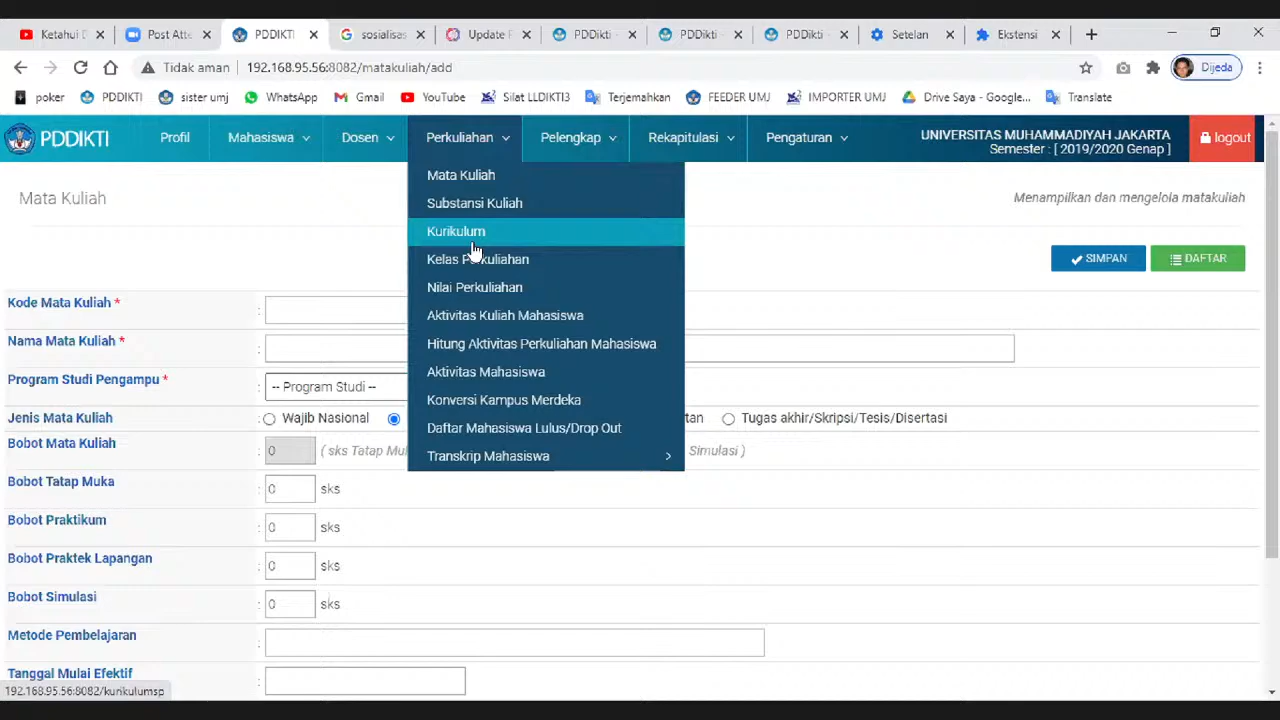 Ketahui D
Post Atte
PDDIKTI
sosialisas
Update F
PDDikti -
PDDikti -
PDDikti -
Setelan
Ekstensi
Tidak aman
192.168.95.56:8082/matakuliah/add
Dijeda
poker
PDDIKTI
sister umj
WhatsApp
Gmail
YouTube
Silat LLDIKTI3
Terjemahkan
FEEDER UMJ
IMPORTER UMJ
Drive Saya - Google...
Translate
PDDIKTI
Profil
Mahasiswa
Dosen
Perkuliahan
Pelengkap
Rekapitulasi
Pengaturan
UNIVERSITAS MUHAMMADIYAH JAKARTA
Semester : [ 2019/2020 Genap ]
logout
Mata Kuliah
Substansi Kuliah
Kurikulum
Kelas Perkuliahan
Nilai Perkuliahan
Aktivitas Kuliah Mahasiswa
Hitung Aktivitas Perkuliahan Mahasiswa
Aktivitas Mahasiswa
Konversi Kampus Merdeka
Daftar Mahasiswa Lulus/Drop Out
Transkrip Mahasiswa
Mata Kuliah
Menampilkan dan mengelola matakuliah
SIMPAN
DAFTAR
Kode Mata Kuliah *
:
Nama Mata Kuliah *
:
Program Studi Pengampu *
: -- Program Studi --
Jenis Mata Kuliah
: Wajib Nasional
tan
Tugas akhir/Skripsi/Tesis/Disertasi
Bobot Mata Kuliah
: 0 ( sks Tatap Mul
Simulasi )
Bobot Tatap Muka
: 0 sks
Bobot Praktikum
: 0 sks
Bobot Praktek Lapangan
: 0 sks
Bobot Simulasi
: 0 sks
Metode Pembelajaran
:
Tanggal Mulai Efektif
:
192.168.95.56:8082/kurikulumsp